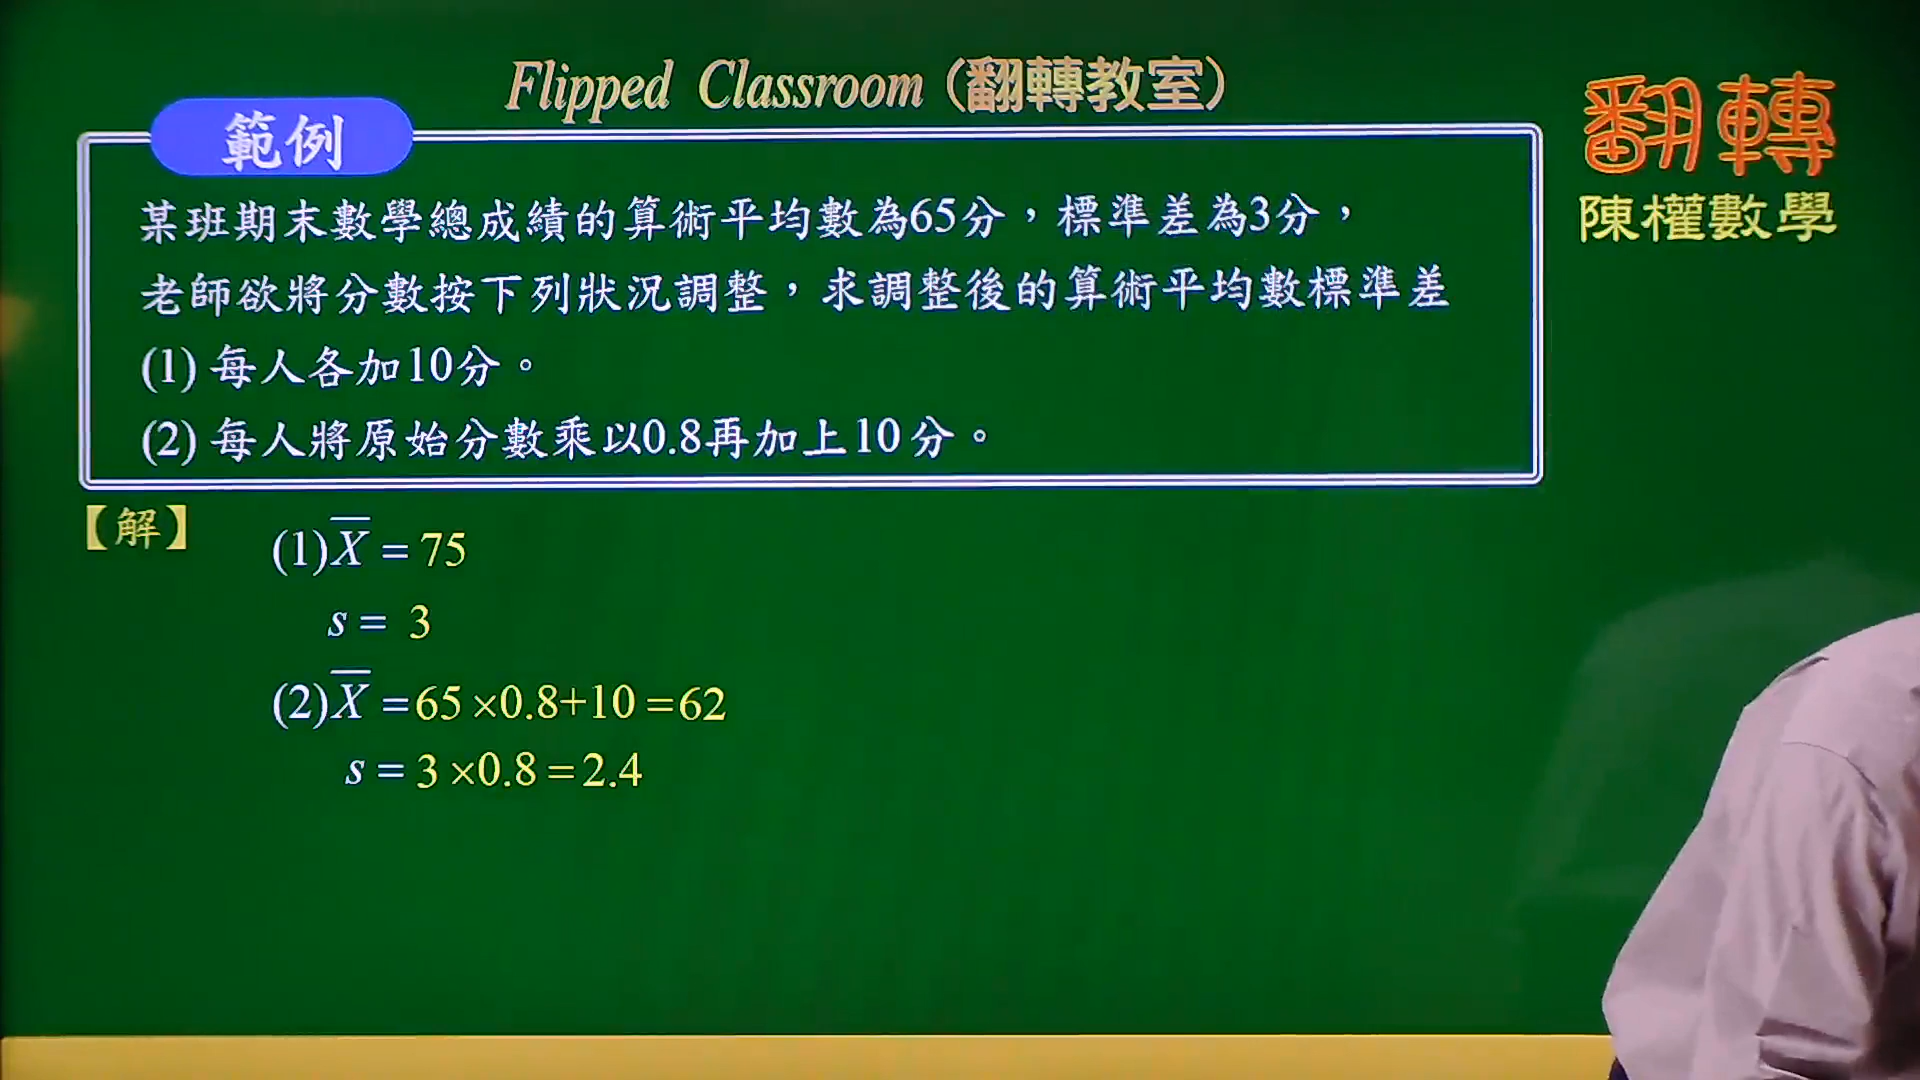 Flipped Classroom (翻轉教室)
翻轉
陳權數學
範例
某班期末數學總成績的算術平均數為65分，標準差為3分，
老師欲將分數按下列狀況調整，求調整後的算術平均數標準差
(1) 每人各加10分。
(2) 每人將原始分數乘以0.8再加上10分。
【解】
(1) X̅ = 75
s = 3
(2) X̅ = 65 ×0.8+10 = 62
s = 3 ×0.8 = 2.4